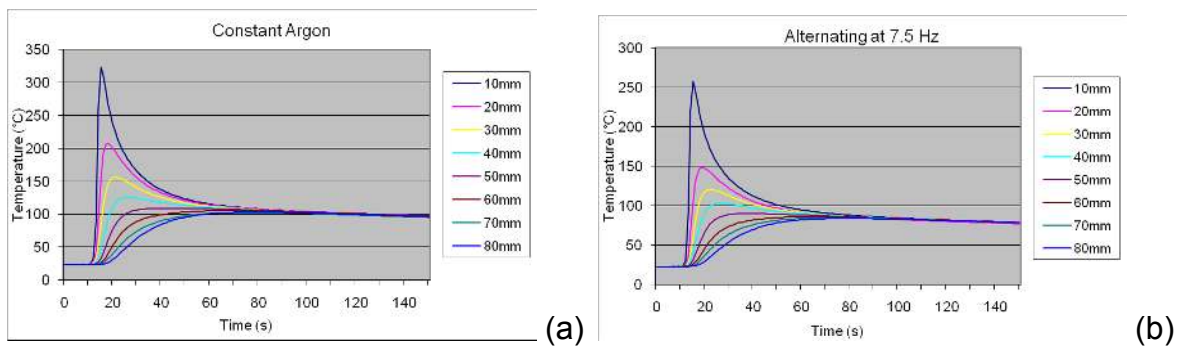 Constant Argon
350
300
250
200
150
100
50
0
Temperature (°C)
0 20 40 60 80 100 120 140
Time (s)
10mm
20mm
30mm
40mm
50mm
60mm
70mm
80mm
(a)
Alternating at 7.5 Hz
300
250
200
150
100
50
0
Temperature (°C)
0 20 40 60 80 100 120 140
Time (s)
10mm
20mm
30mm
40mm
50mm
60mm
70mm
80mm
(b)